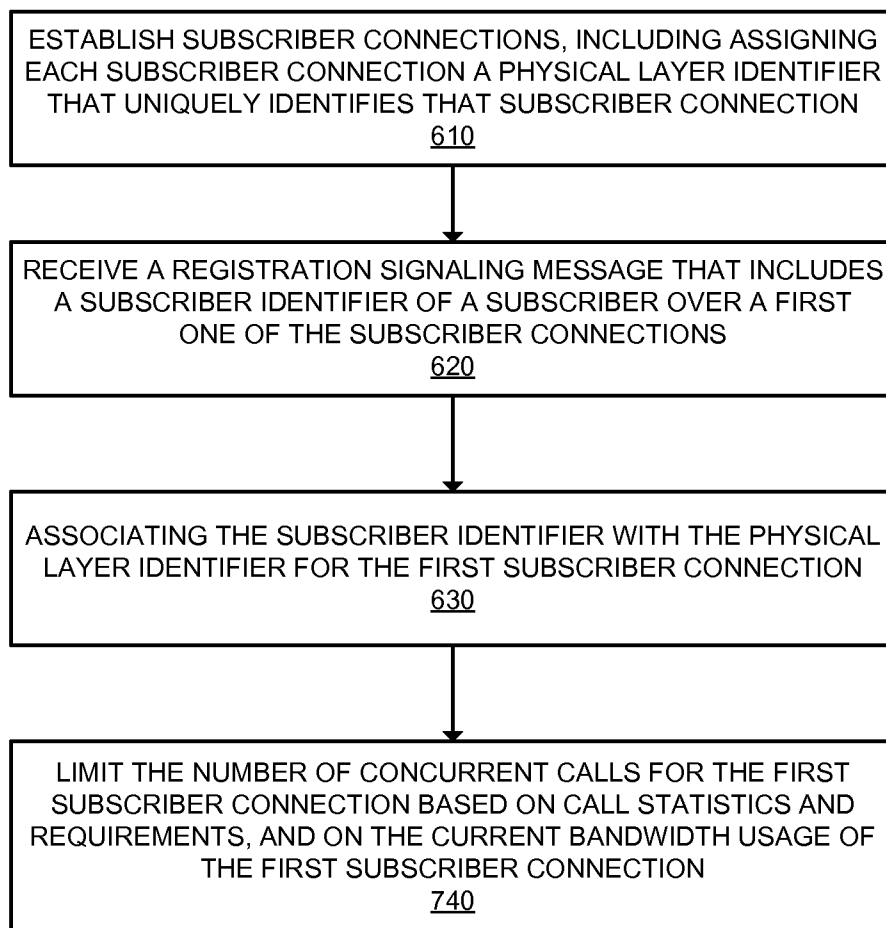 ESTABLISH SUBSCRIBER CONNECTIONS, INCLUDING ASSIGNING
EACH SUBSCRIBER CONNECTION A PHYSICAL LAYER IDENTIFIER
THAT UNIQUELY IDENTIFIES THAT SUBSCRIBER CONNECTION
610
RECEIVE A REGISTRATION SIGNALING MESSAGE THAT INCLUDES
A SUBSCRIBER IDENTIFIER OF A SUBSCRIBER OVER A FIRST
ONE OF THE SUBSCRIBER CONNECTIONS
620
ASSOCIATING THE SUBSCRIBER IDENTIFIER WITH THE PHYSICAL
LAYER IDENTIFIER FOR THE FIRST SUBSCRIBER CONNECTION
630
LIMIT THE NUMBER OF CONCURRENT CALLS FOR THE FIRST
SUBSCRIBER CONNECTION BASED ON CALL STATISTICS AND
REQUIREMENTS, AND ON THE CURRENT BANDWIDTH USAGE OF
THE FIRST SUBSCRIBER CONNECTION
740